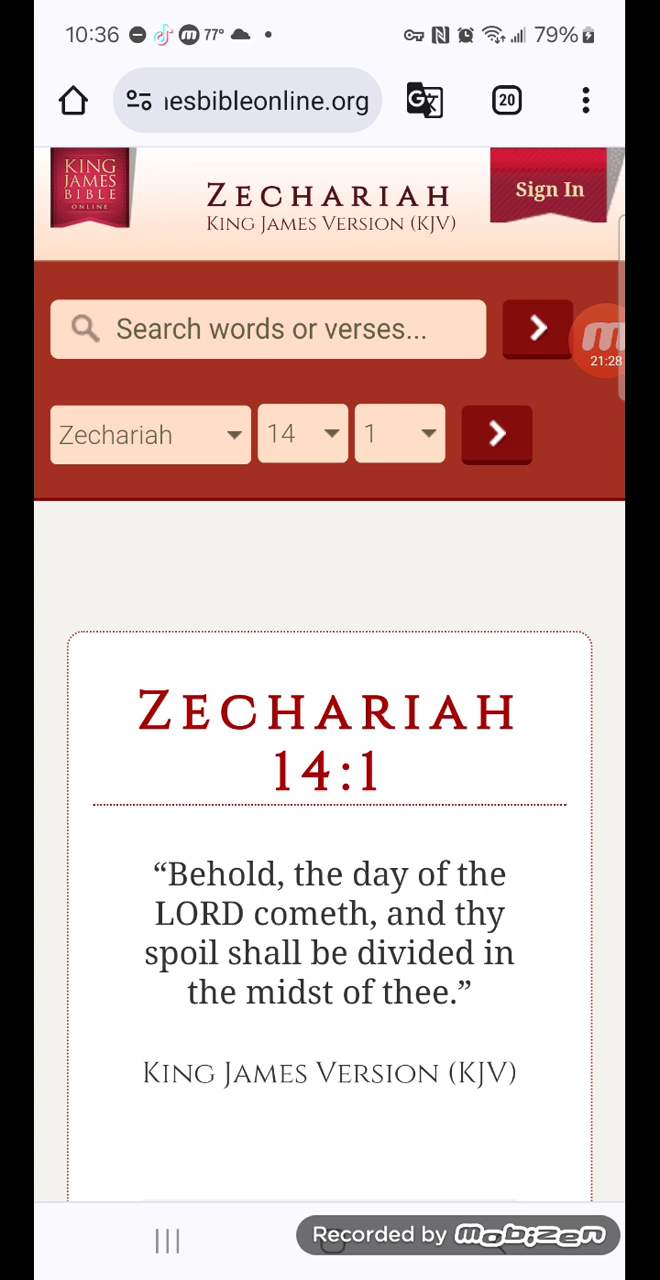 10:36 77° 79%
ıesbibleonline.org 20
KING
JAMES
BIBLE
ONLINE
ZECHARIAH
KING JAMES VERSION (KJV)
Sign In
Search words or verses...
21:28
Zechariah 14 1
ZECHARIAH
14:1
“Behold, the day of the
LORD cometh, and thy
spoil shall be divided in
the midst of thee.”
KING JAMES VERSION (KJV)
Recorded by mobizen